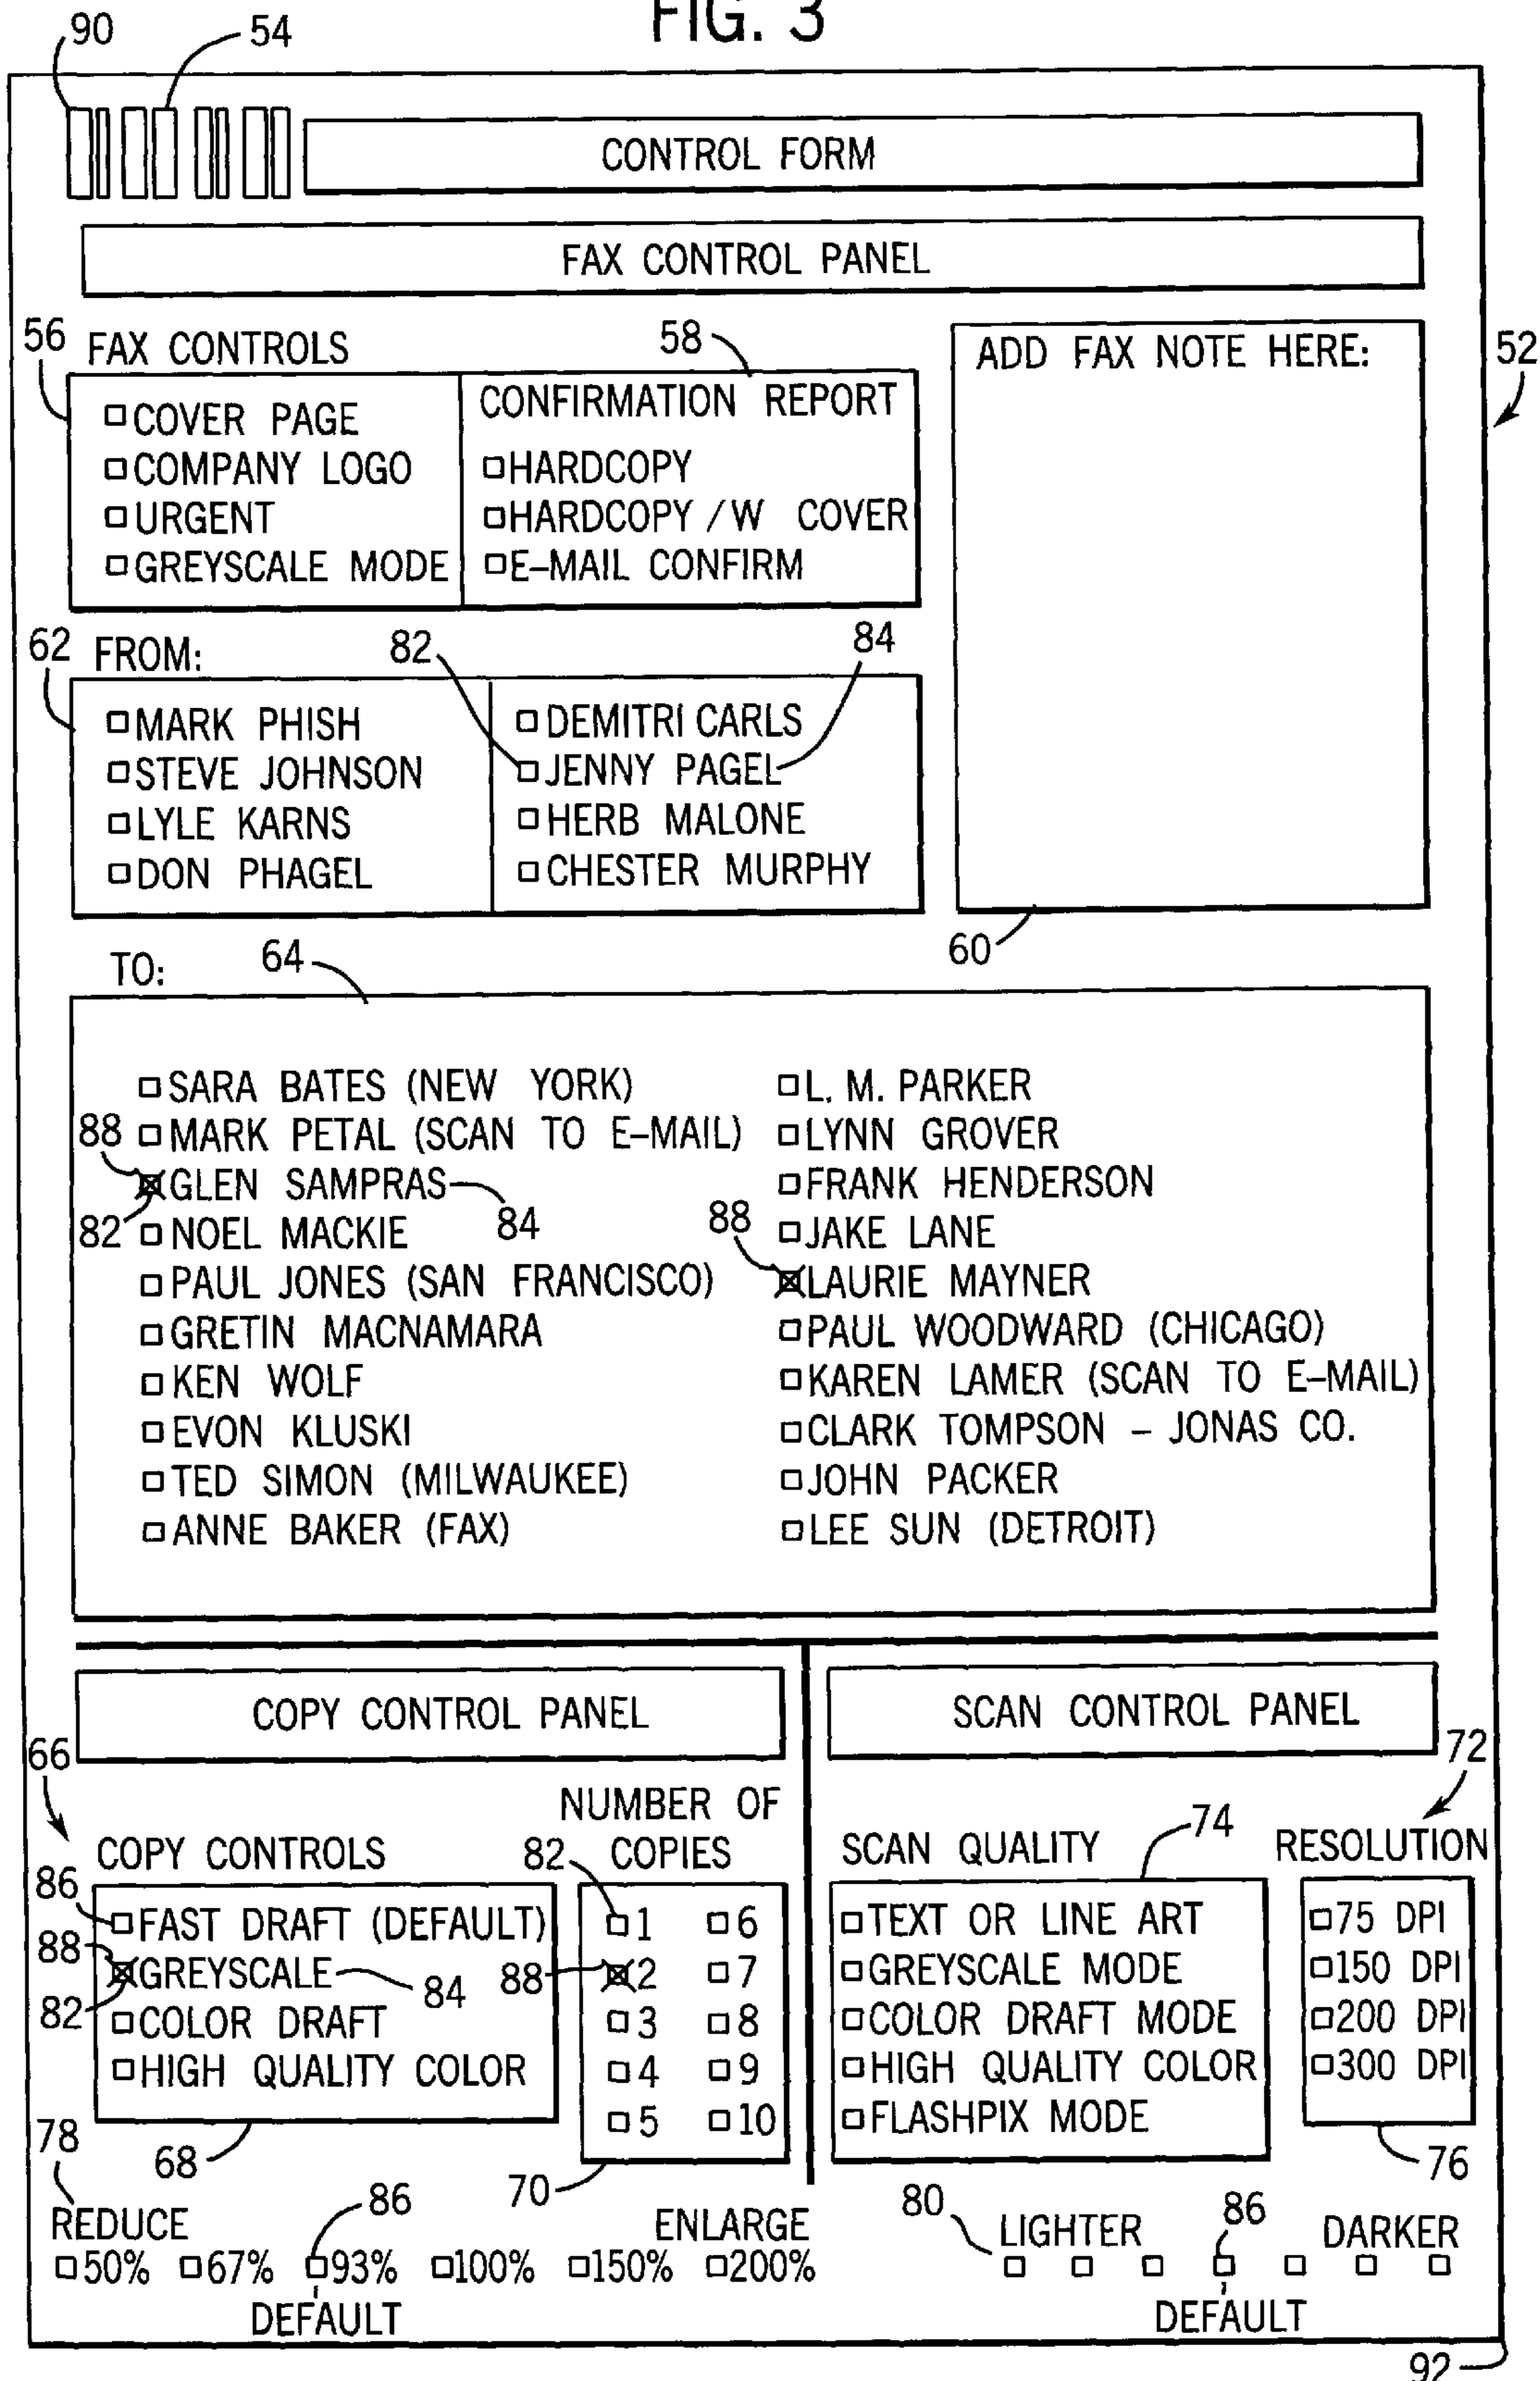 FIG. 3
90
54
CONTROL FORM
FAX CONTROL PANEL
52
56 FAX CONTROLS
58
ADD FAX NOTE HERE:
COVER PAGE
COMPANY LOGO
URGENT
GREYSCALE MODE
CONFIRMATION REPORT
HARDCOPY
HARDCOPY /W COVER
E-MAIL CONFIRM
62 FROM:
82
84
MARK PHISH
STEVE JOHNSON
LYLE KARNS
DON PHAGEL
DEMITRI CARLS
JENNY PAGEL
HERB MALONE
CHESTER MURPHY
60
TO:
64
SARA BATES (NEW YORK)
88 MARK PETAL (SCAN TO E-MAIL)
GLEN SAMPRAS 84
82 NOEL MACKIE
PAUL JONES (SAN FRANCISCO)
GRETIN MACNAMARA
KEN WOLF
EVON KLUSKI
TED SIMON (MILWAUKEE)
ANNE BAKER (FAX)
L. M. PARKER
LYNN GROVER
FRANK HENDERSON
88 JAKE LANE
LAURIE MAYNER
PAUL WOODWARD (CHICAGO)
KAREN LAMER (SCAN TO E-MAIL)
CLARK TOMPSON - JONAS CO.
JOHN PACKER
LEE SUN (DETROIT)
COPY CONTROL PANEL
66
COPY CONTROLS
86
FAST DRAFT (DEFAULT)
88
GREYSCALE 84
82
COLOR DRAFT
HIGH QUALITY COLOR
68
NUMBER OF
82 COPIES
1 6
88 2 7
3 8
4 9
5 10
70
SCAN CONTROL PANEL
72
SCAN QUALITY
74
TEXT OR LINE ART
GREYSCALE MODE
COLOR DRAFT MODE
HIGH QUALITY COLOR
FLASHPIX MODE
RESOLUTION
75 DPI
150 DPI
200 DPI
300 DPI
76
78
REDUCE
86
ENLARGE
50% 67% 93% 100% 150% 200%
DEFAULT
80
LIGHTER
86
DARKER
DEFAULT
92